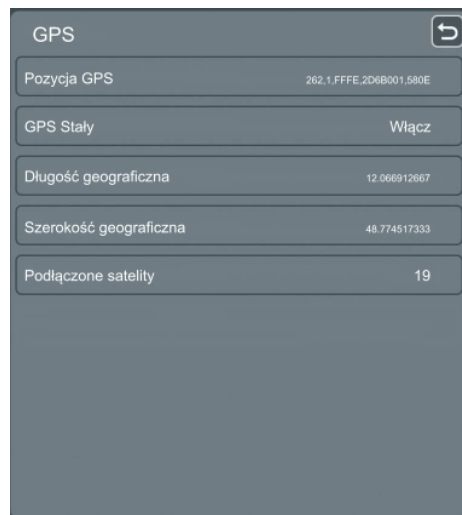 GPS
Pozycja GPS 262,1,FFFE,2D6B001,580E
GPS Stały Włącz
Długość geograficzna 12.066912667
Szerokość geograficzna 48.774517333
Podłączone satelity 19